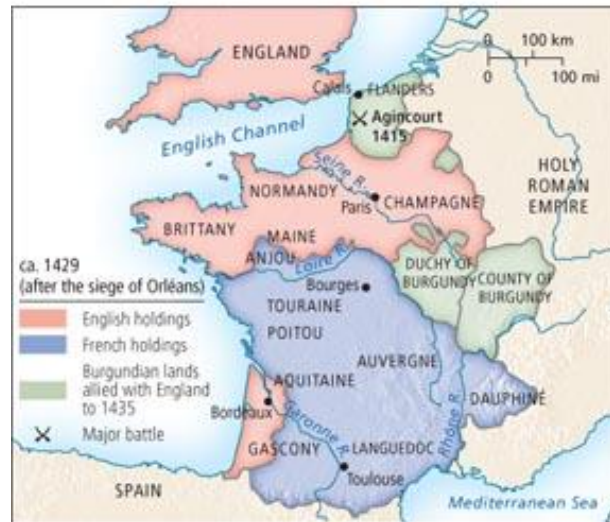 ENGLAND
0 100 km
0 100 mi
Calais
FLANDERS
Agincourt
1415
English Channel
HOLY
ROMAN
EMPIRE
Seine R.
NORMANDY
CHAMPAGNE
Paris
BRITTANY
MAINE
ANJOU
Loire R.
DUCHY OF
BURGUNDY
COUNTY OF
BURGUNDY
Bourges
TOURAINE
POITOU
AUVERGNE
DAUPHINÉ
AQUITAINE
Bordeaux
Garonne R.
Rhône R.
GASCONY
LANGUEDOC
Toulouse
SPAIN
Mediterranean Sea
ca. 1429
(after the siege of Orléans)
English holdings
French holdings
Burgundian lands
allied with England
to 1435
Major battle